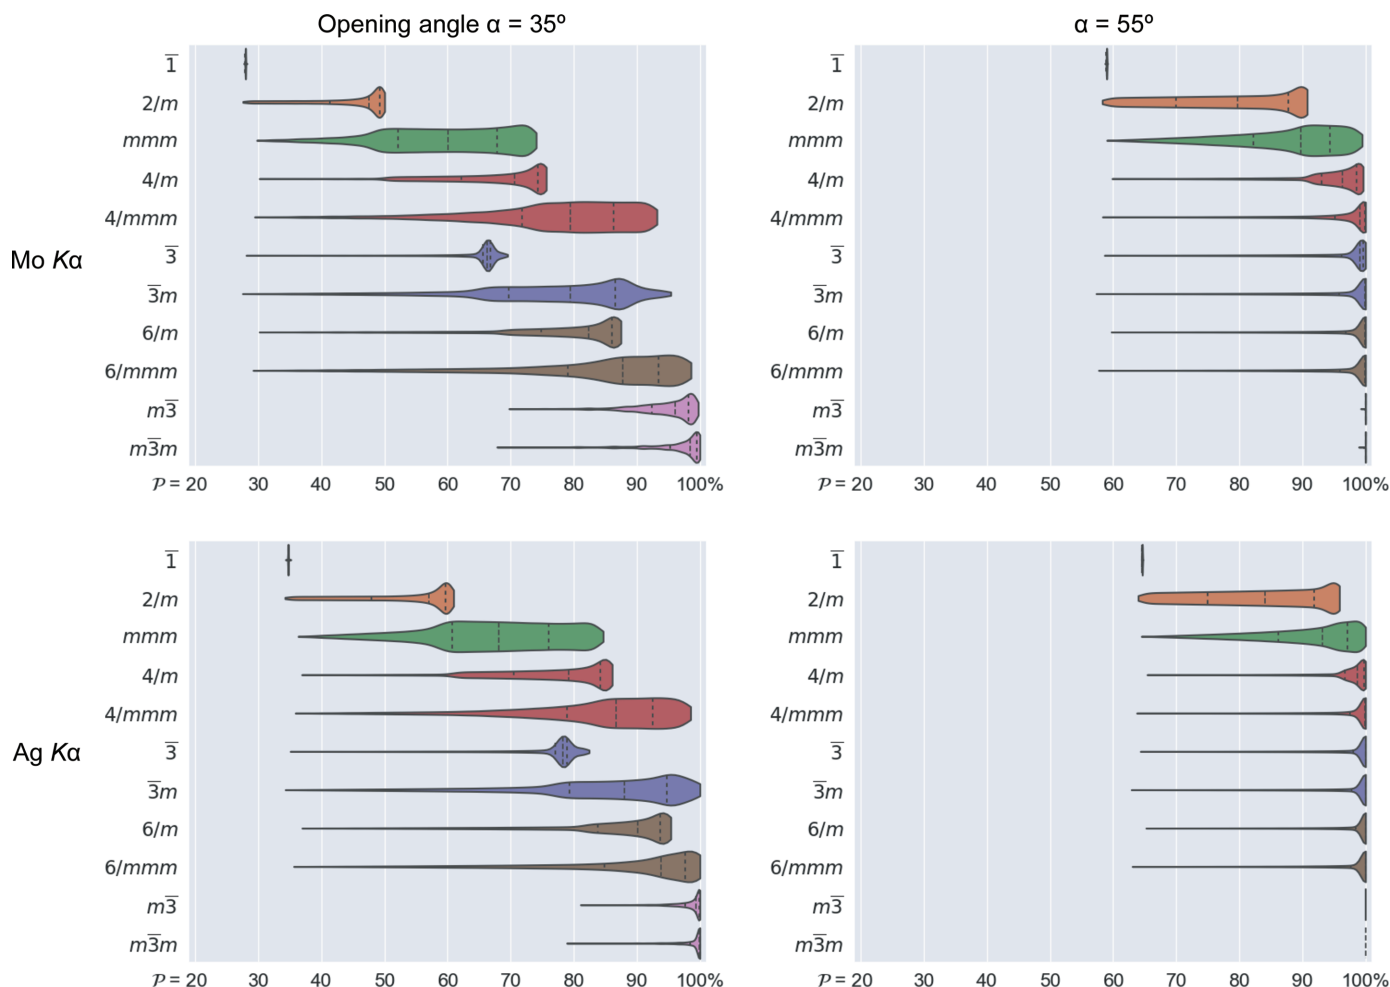 Opening angle α = 35º
α = 55º
1̅
2/m
mmm
4/m
4/mmm
3̅
3̅m
6/m
6/mmm
m3̅
m3̅m
Mo Kα
𝒫 = 20 30 40 50 60 70 80 90 100%
1̅
2/m
mmm
4/m
4/mmm
3̅
3̅m
6/m
6/mmm
m3̅
m3̅m
𝒫 = 20 30 40 50 60 70 80 90 100%
1̅
2/m
mmm
4/m
4/mmm
3̅
3̅m
6/m
6/mmm
m3̅
m3̅m
Ag Kα
𝒫 = 20 30 40 50 60 70 80 90 100%
1̅
2/m
mmm
4/m
4/mmm
3̅
3̅m
6/m
6/mmm
m3̅
m3̅m
𝒫 = 20 30 40 50 60 70 80 90 100%